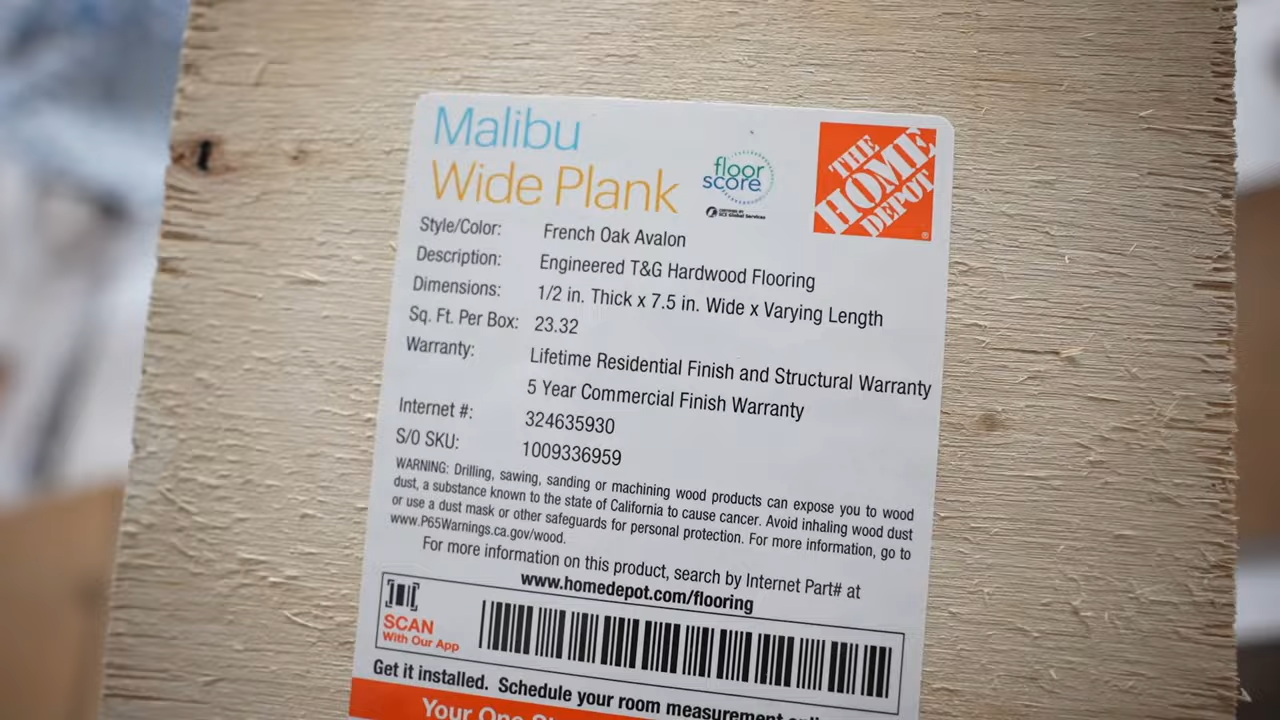 Malibu
Wide Plank
floor
score
CERTIFIED BY
SCS Global Services
THE
HOME
DEPOT
®
Style/Color: French Oak Avalon
Description: Engineered T&G Hardwood Flooring
Dimensions: 1/2 in. Thick x 7.5 in. Wide x Varying Length
Sq. Ft. Per Box: 23.32
Warranty: Lifetime Residential Finish and Structural Warranty
5 Year Commercial Finish Warranty
Internet #: 324635930
S/O SKU: 1009336959
WARNING: Drilling, sawing, sanding or machining wood products can expose you to wood
dust, a substance known to the state of California to cause cancer. Avoid inhaling wood dust
or use a dust mask or other safeguards for personal protection. For more information, go to
www.P65Warnings.ca.gov/wood.
For more information on this product, search by Internet Part# at
www.homedepot.com/flooring
SCAN
With Our App
Get it installed. Schedule your room measurement
Your